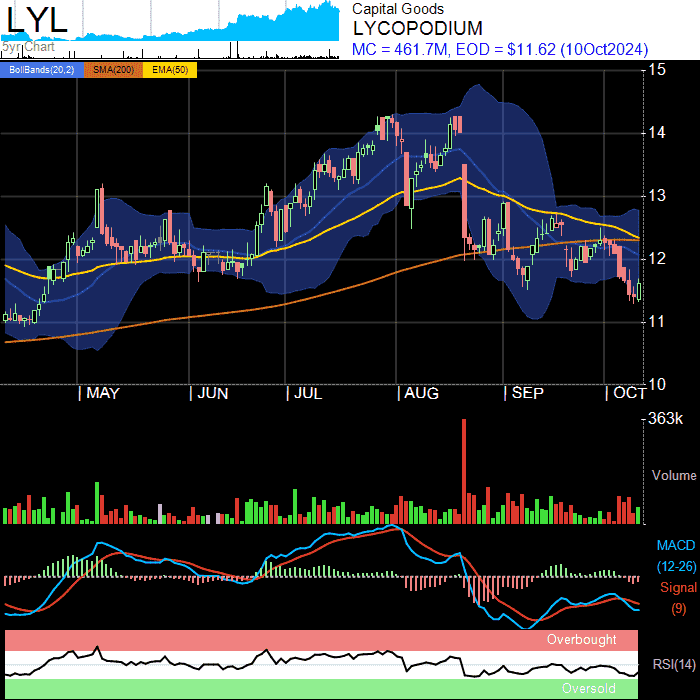 LYL
5yr Chart
Capital Goods
LYCOPODIUM
MC = 461.7M, EOD = $11.62 (10Oct2024)
BollBands(20,2) SMA(200) EMA(50)
15
14
13
12
11
10
| MAY | JUN | JUL | AUG | SEP | OCT
363k
Volume
MACD
(12-26)
Signal
(9)
Overbought
RSI(14)
Oversold